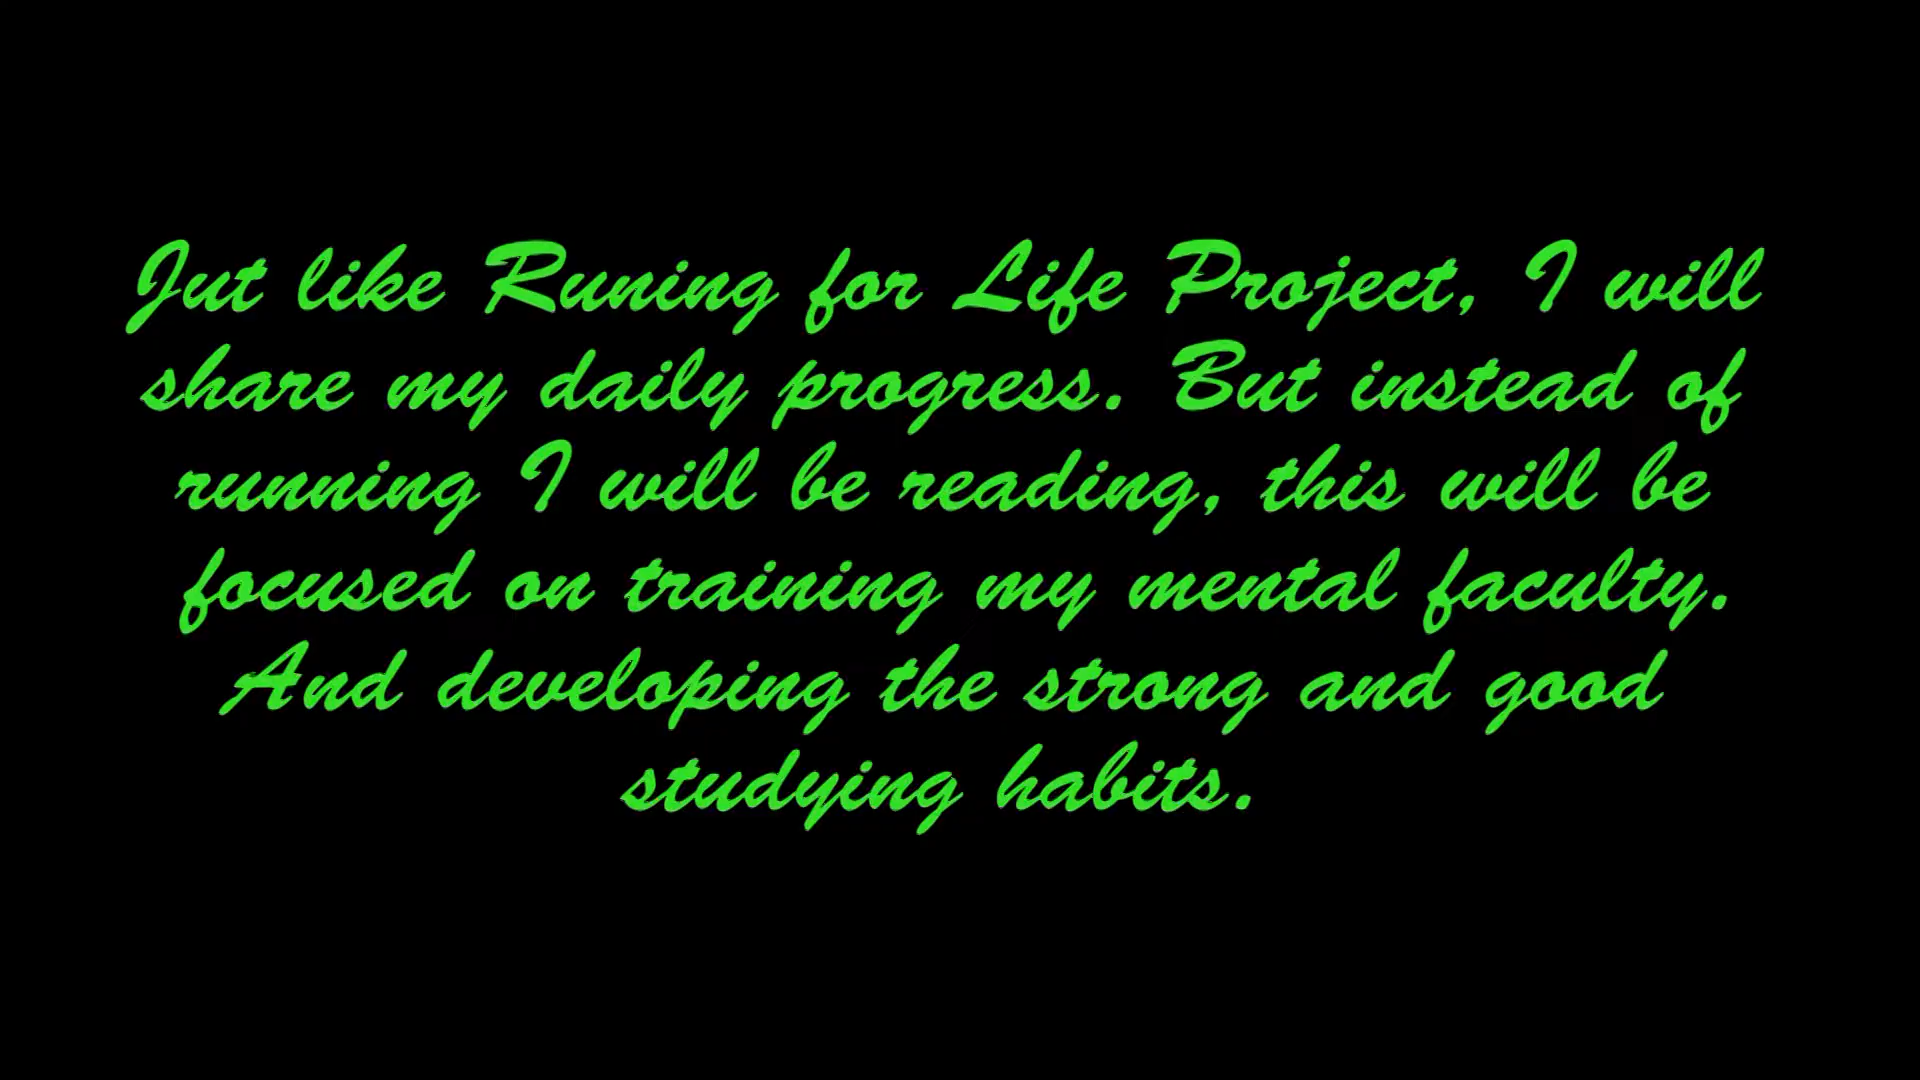 Jut like Runing for Life Project, I will
share my daily progress. But instead of
running I will be reading, this will be
focused on training my mental faculty.
And developing the strong and good
studying habits.